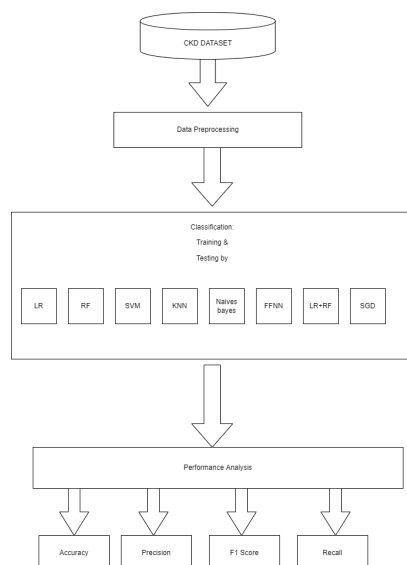 CKD DATASET
Data Preprocessing
Classification:
Training &
Testing by
LR
RF
SVM
KNN
Naives
bayes
FFNN
LR+RF
SGD
Performance Analysis
Accuracy
Precision
F1 Score
Recall